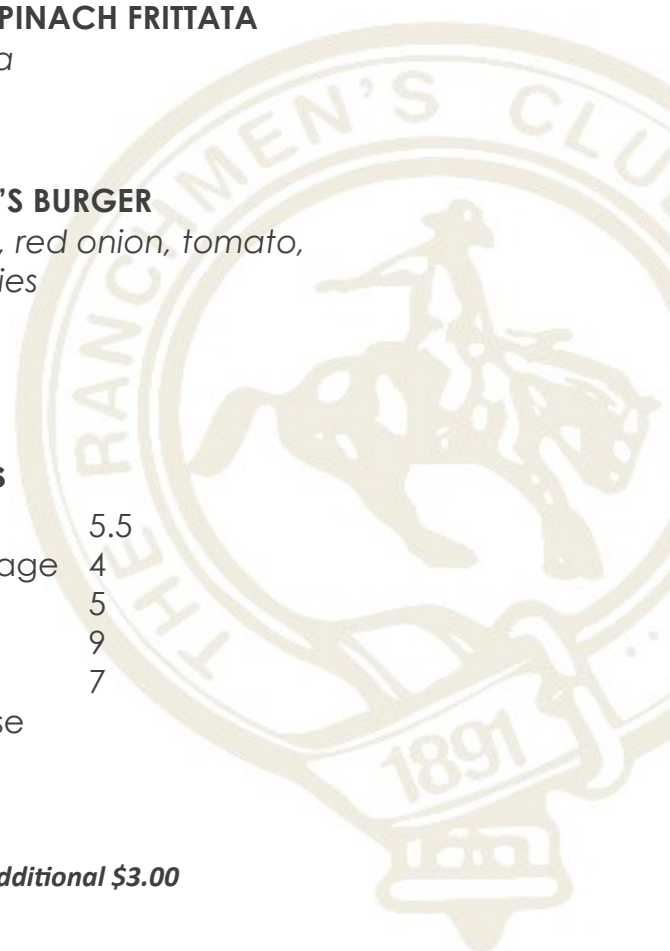 PINACH FRITTATA
a
'S BURGER
, red onion, tomato,
ies
s
5.5
age 4
5
9
7
se
dditional $3.00
THE RANCHMEN'S CLU
1891